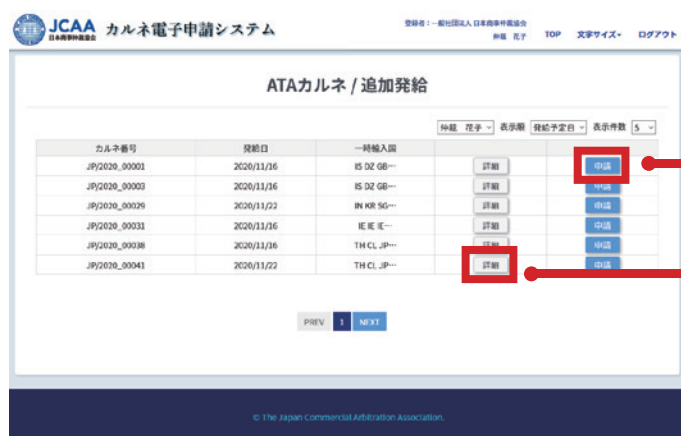 JCAA カルネ電子申請システム
日本商事仲裁協会
登録者：一般社団法人 日本商事仲裁協会
仲裁 花子 TOP 文字サイズ ログアウト
ATAカルネ / 追加発給
仲裁 花子 表示順 発給予定日 表示件数 5
カルネ番号 発給日 一時輸入国
JP/2020_00001 2020/11/16 IS DZ GB… 詳細 申請
JP/2020_00003 2020/11/16 IS DZ GB… 詳細 申請
JP/2020_00029 2020/11/22 IN KR SG… 詳細 申請
JP/2020_00031 2020/11/16 IE IE IE… 詳細 申請
JP/2020_00038 2020/11/16 TH CL JP… 詳細 申請
JP/2020_00041 2020/11/22 TH CL JP… 詳細 申請
PREV 1 NEXT
© The Japan Commercial Arbitration Association.